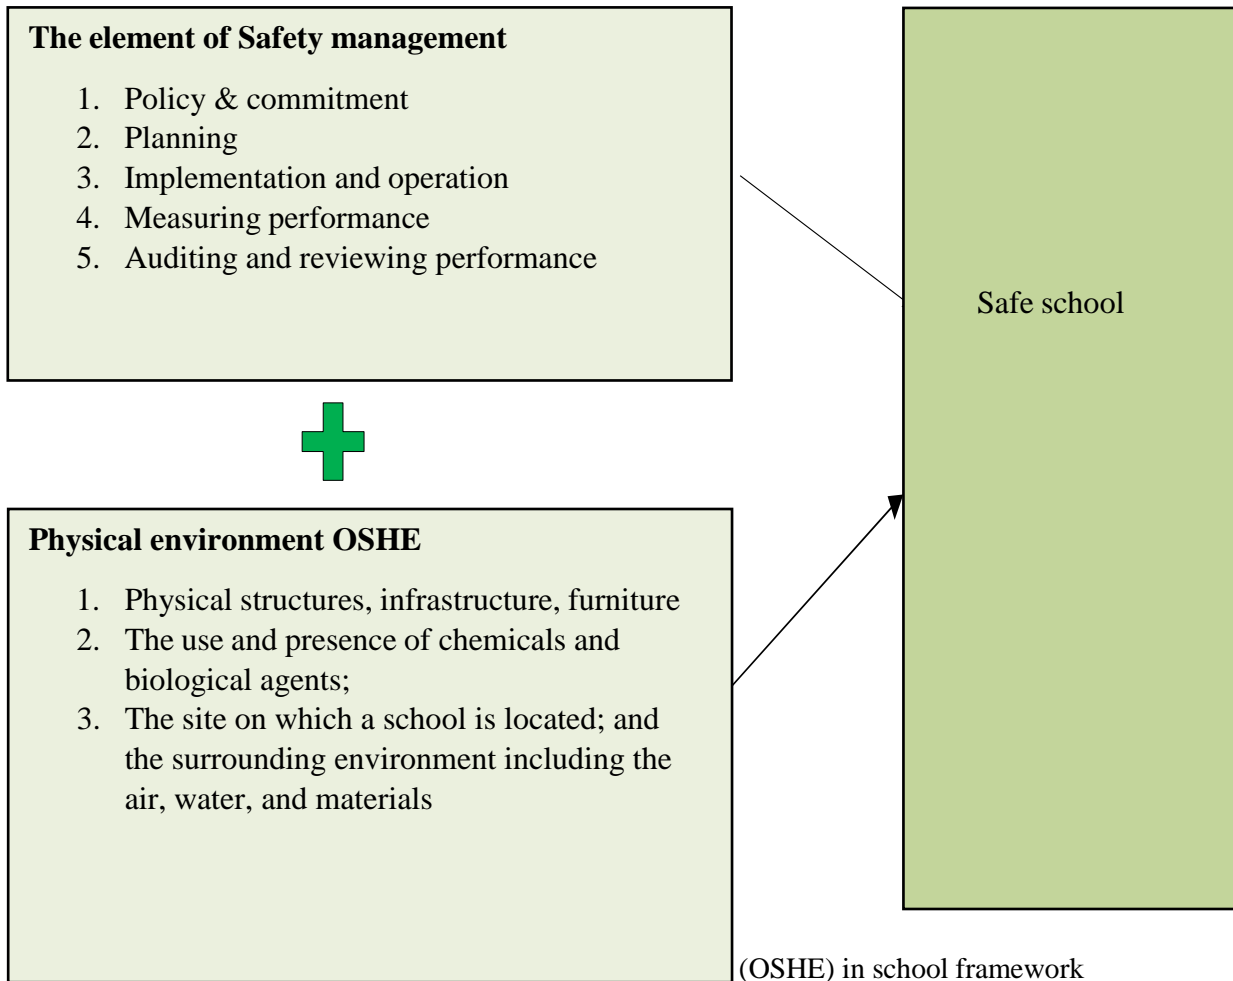 The element of Safety management
1. Policy & commitment
2. Planning
3. Implementation and operation
4. Measuring performance
5. Auditing and reviewing performance
Safe school
Physical environment OSHE
1. Physical structures, infrastructure, furniture
2. The use and presence of chemicals and
biological agents;
3. The site on which a school is located; and
the surrounding environment including the
air, water, and materials
(OSHE) in school framework